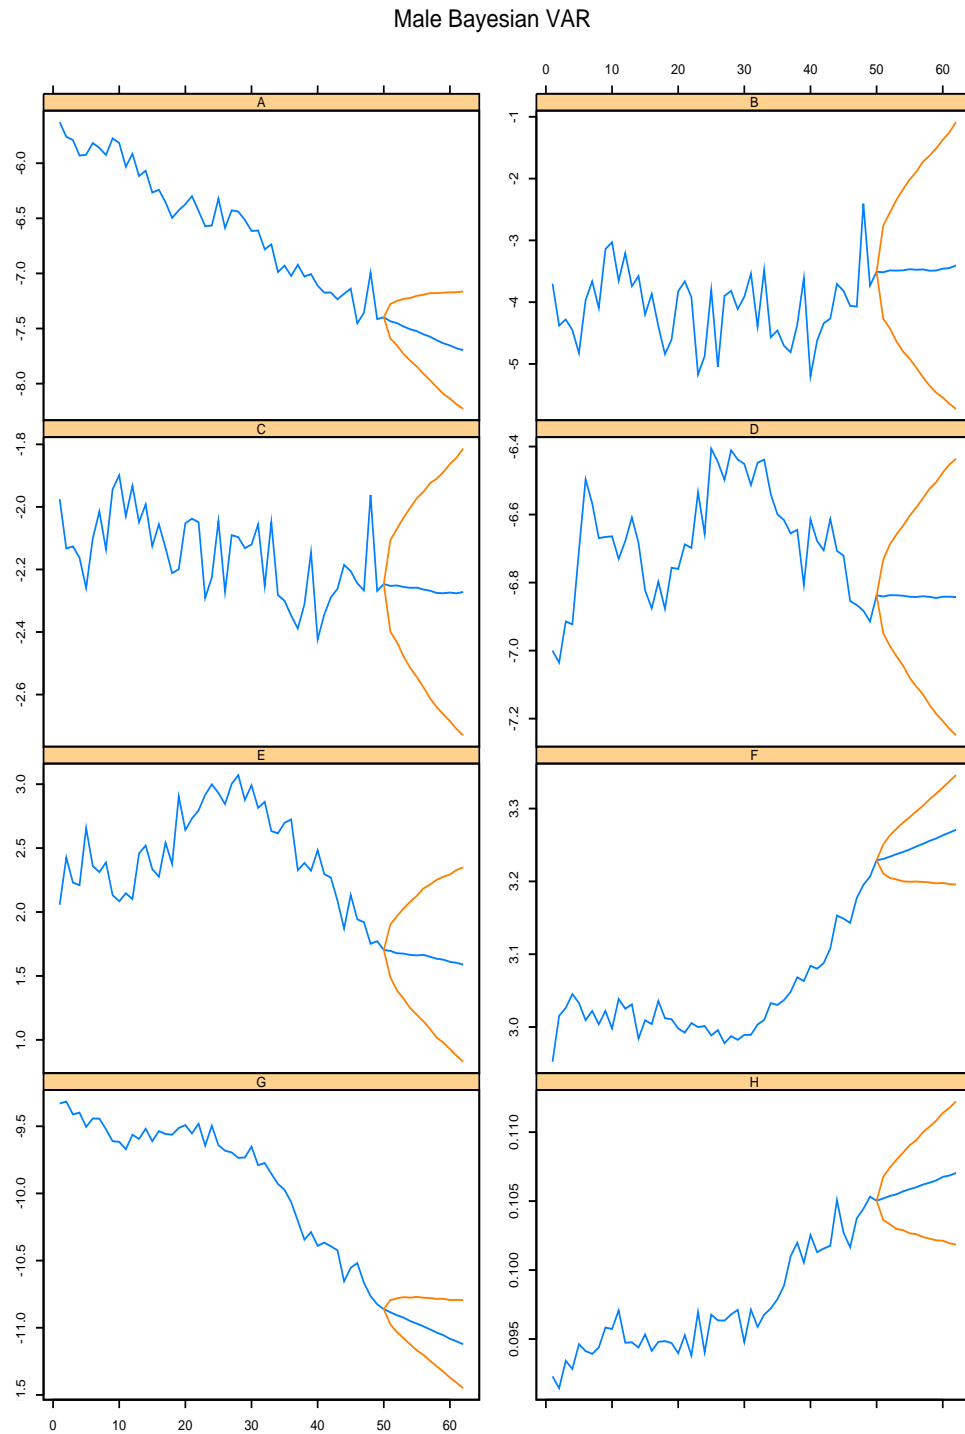 Male Bayesian VAR
0 10 20 30 40 50 60
A B
-6.0 -6.5 -7.0 -7.5 -8.0
-1 -2 -3 -4 -5
C D
-1.8 -2.0 -2.2 -2.4 -2.6
-6.4 -6.6 -6.8 -7.0 -7.2
E F
3.0 2.5 2.0 1.5 1.0
3.3 3.2 3.1 3.0
G H
-9.5 -10.0 -10.5 -11.0 1.5
0.110 0.105 0.100 0.095
0 10 20 30 40 50 60